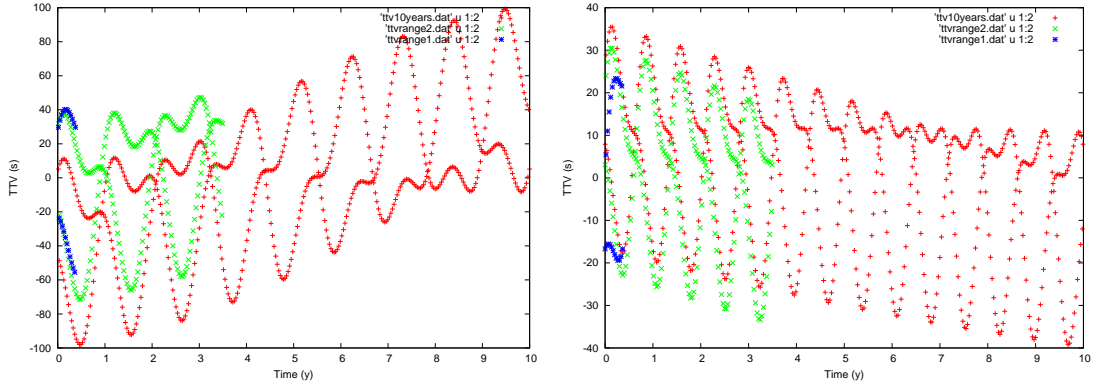 100
80
60
40
20
0
-20
-40
-60
-80
-100
TTV (s)
0 1 2 3 4 5 6 7 8 9 10
Time (y)
'ttv10years.dat' u 1:2
'ttvrange2.dat' u 1:2
'ttvrange1.dat' u 1:2
40
30
20
10
0
-10
-20
-30
-40
TTV (s)
0 1 2 3 4 5 6 7 8 9 10
Time (y)
'ttv10years.dat' u 1:2
'ttvrange2.dat' u 1:2
'ttvrange1.dat' u 1:2